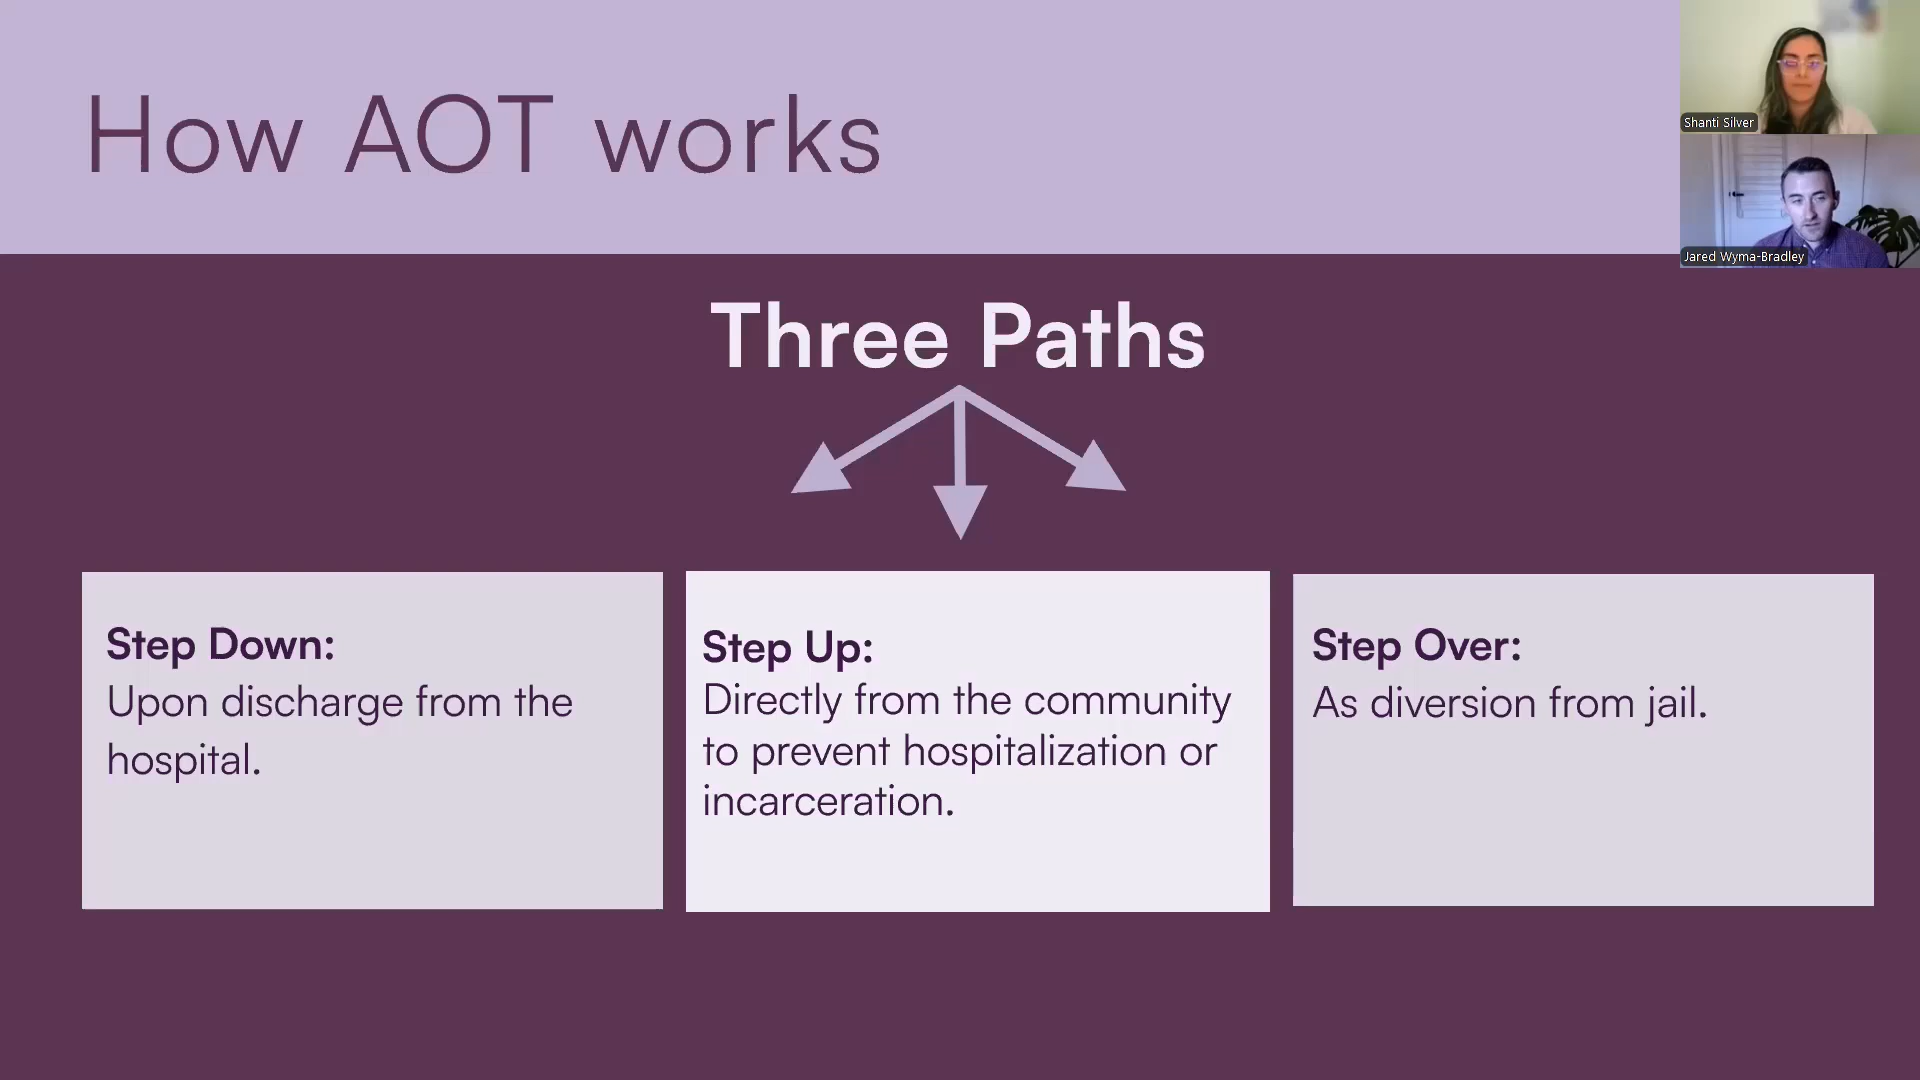 How AOT works
Shanti Silver
Jared Wyma-Bradley
Three Paths
Step Down:
Upon discharge from the
hospital.
Step Up:
Directly from the community
to prevent hospitalization or
incarceration.
Step Over:
As diversion from jail.